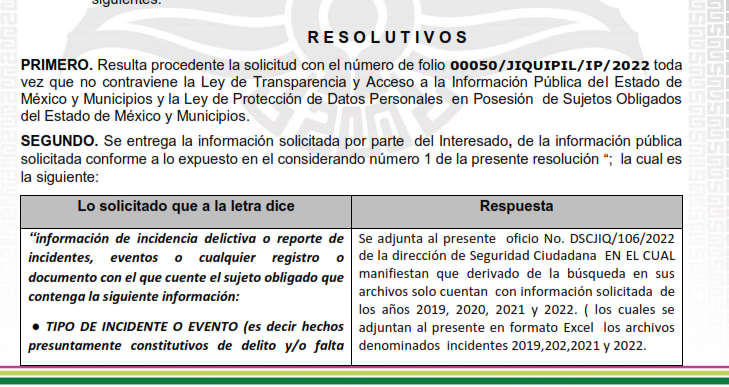 siguientes:
RESOLUTIVOS
PRIMERO. Resulta procedente la solicitud con el número de folio 00050/JIQUIPIL/IP/2022 toda
vez que no contraviene la Ley de Transparencia y Acceso a la Información Pública del Estado de
México y Municipios y la Ley de Protección de Datos Personales en Posesión de Sujetos Obligados
del Estado de México y Municipios.
SEGUNDO. Se entrega la información solicitada por parte del Interesado, de la información pública
solicitada conforme a lo expuesto en el considerando número 1 de la presente resolución “; la cual es
la siguiente:
Lo solicitado que a la letra dice
“información de incidencia delictiva o reporte de
incidentes, eventos o cualquier registro o
documento con el que cuente el sujeto obligado que
contenga la siguiente información:
● TIPO DE INCIDENTE O EVENTO (es decir hechos
presuntamente constitutivos de delito y/o falta
Respuesta
Se adjunta al presente oficio No. DSCJIQ/106/2022
de la dirección de Seguridad Ciudadana EN EL CUAL
manifiestan que derivado de la búsqueda en sus
archivos solo cuentan con información solicitada de
los años 2019, 2020, 2021 y 2022. ( los cuales se
adjuntan al presente en formato Excel los archivos
denominados incidentes 2019,202,2021 y 2022.